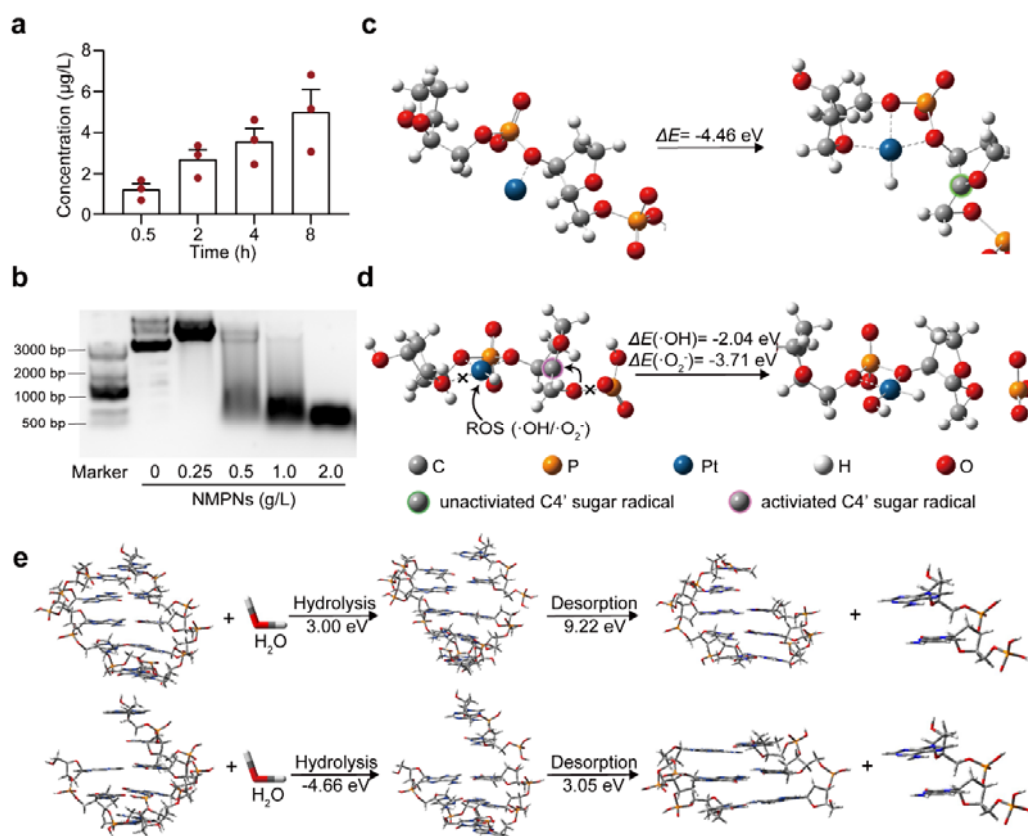 a
Concentration (µg/L)
8
6
4
2
0
0.5 2 4 8
Time (h)
b
3000 bp
2000 bp
1000 bp
500 bp
Marker 0 0.25 0.5 1.0 2.0
NMPNs (g/L)
c
ΔE= -4.46 eV
d
ROS (·OH/·O₂⁻)
ΔE(·OH)= -2.04 eV
ΔE(·O₂⁻)= -3.71 eV
C P Pt H O
unactiviated C4' sugar radical activiated C4' sugar radical
e
+ H₂O Hydrolysis 3.00 eV Desorption 9.22 eV +
+ H₂O Hydrolysis -4.66 eV Desorption 3.05 eV +